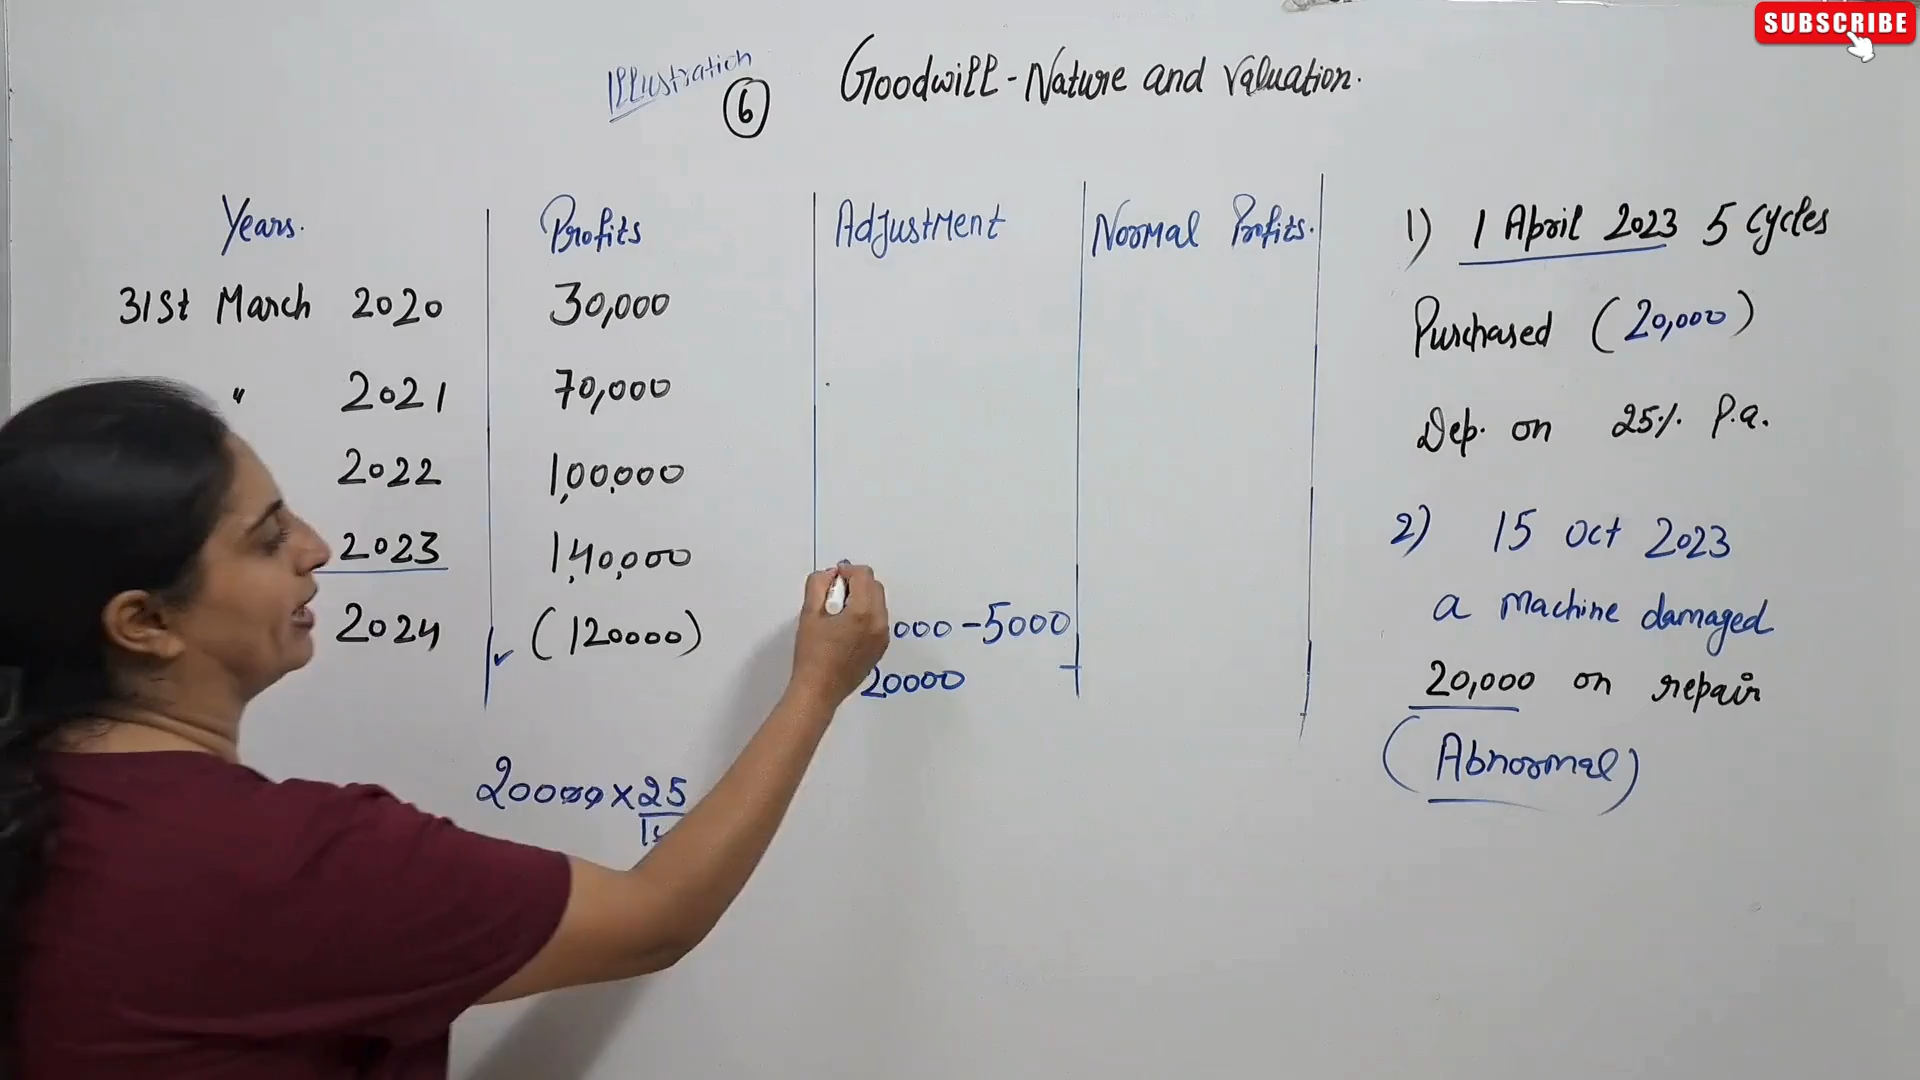 SUBSCRIBE
Illustration
6
Goodwill - Nature and Valuation.
Years. Profits Adjustment Normal Profits.
31st March 2020 30,000
" 2021 70,000
2022 1,00,000
2023 1,40,000
2024 (120000) 000 - 5000
20000
20000 × 25
1) 1 April 2023 5 Cycles
Purchased (20,000)
Dep. on 25% P.a.
2) 15 Oct 2023
a Machine damaged
20,000 on repair
(Abnormal)